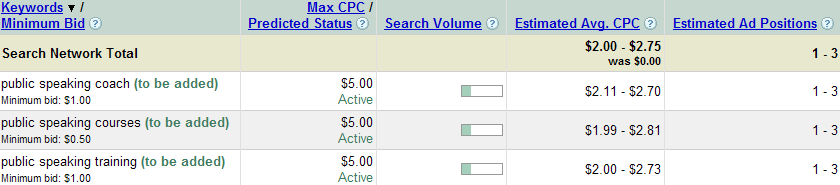 Keywords ▼ / Max CPC /
Minimum Bid ? Predicted Status ? Search Volume ? Estimated Avg. CPC ? Estimated Ad Positions ?
Search Network Total $2.00 - $2.75 1 - 3
was $0.00
public speaking coach (to be added) $5.00 $2.11 - $2.70 1 - 3
Minimum bid: $1.00 Active
public speaking courses (to be added) $5.00 $1.99 - $2.81 1 - 3
Minimum bid: $0.50 Active
public speaking training (to be added) $5.00 $2.00 - $2.73 1 - 3
Minimum bid: $1.00 Active